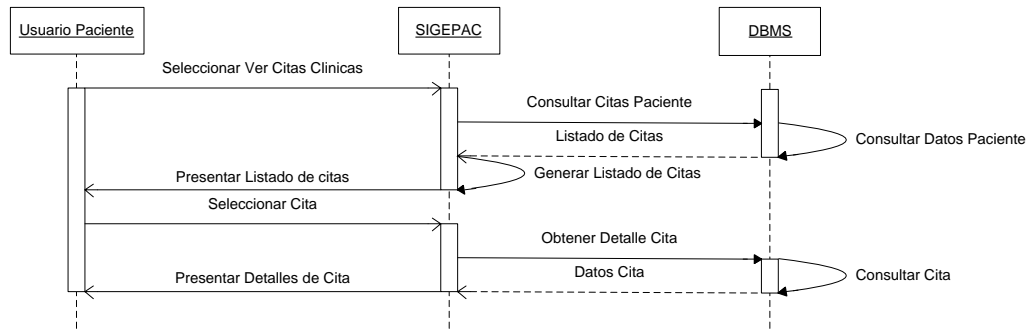 Usuario Paciente
SIGEPAC
DBMS
Seleccionar Ver Citas Clinicas
Consultar Citas Paciente
Listado de Citas
Consultar Datos Paciente
Presentar Listado de citas
Generar Listado de Citas
Seleccionar Cita
Obtener Detalle Cita
Presentar Detalles de Cita
Datos Cita
Consultar Cita